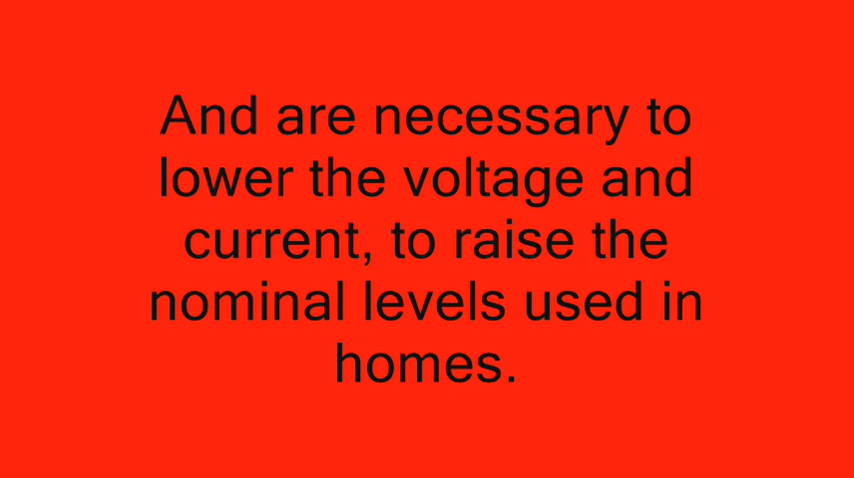 And are necessary to
lower the voltage and
current, to raise the
nominal levels used in
homes.